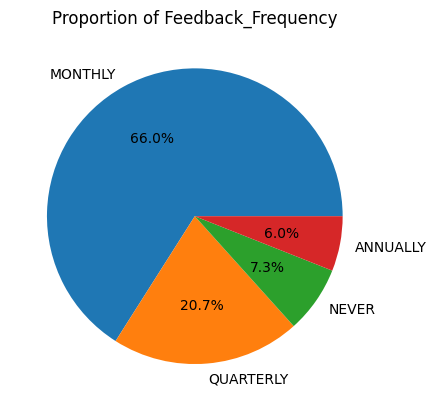 Proportion of Feedback_Frequency
MONTHLY
66.0%
6.0%
ANNUALLY
7.3%
NEVER
20.7%
QUARTERLY